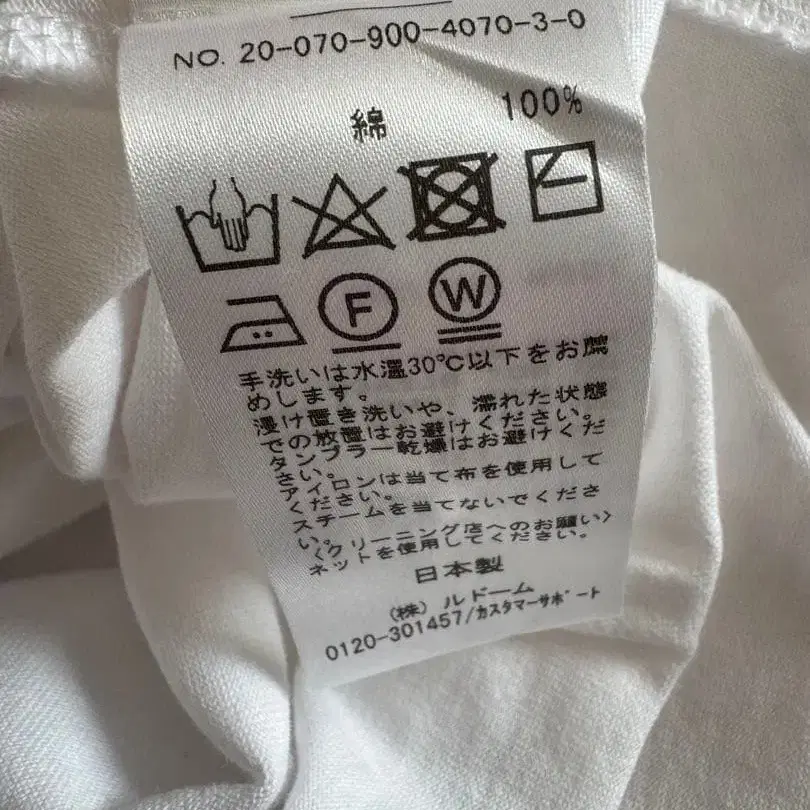 NO. 20-070-900-4070-3-0
綿 100%
F W
手洗いは水温30℃以下をお薦
めします。
浸け置き洗いや、濡れた状態
での放置はお避けください。
タンブラー乾燥はお避けくだ
さい。
アイロンは当て布を使用して
ください。
スチームを当てないでくださ
い。
〈クリーニング店へのお願い〉
ネットを使用してください。
日本製
(株) ルドーム
0120-301457/カスタマーサポート